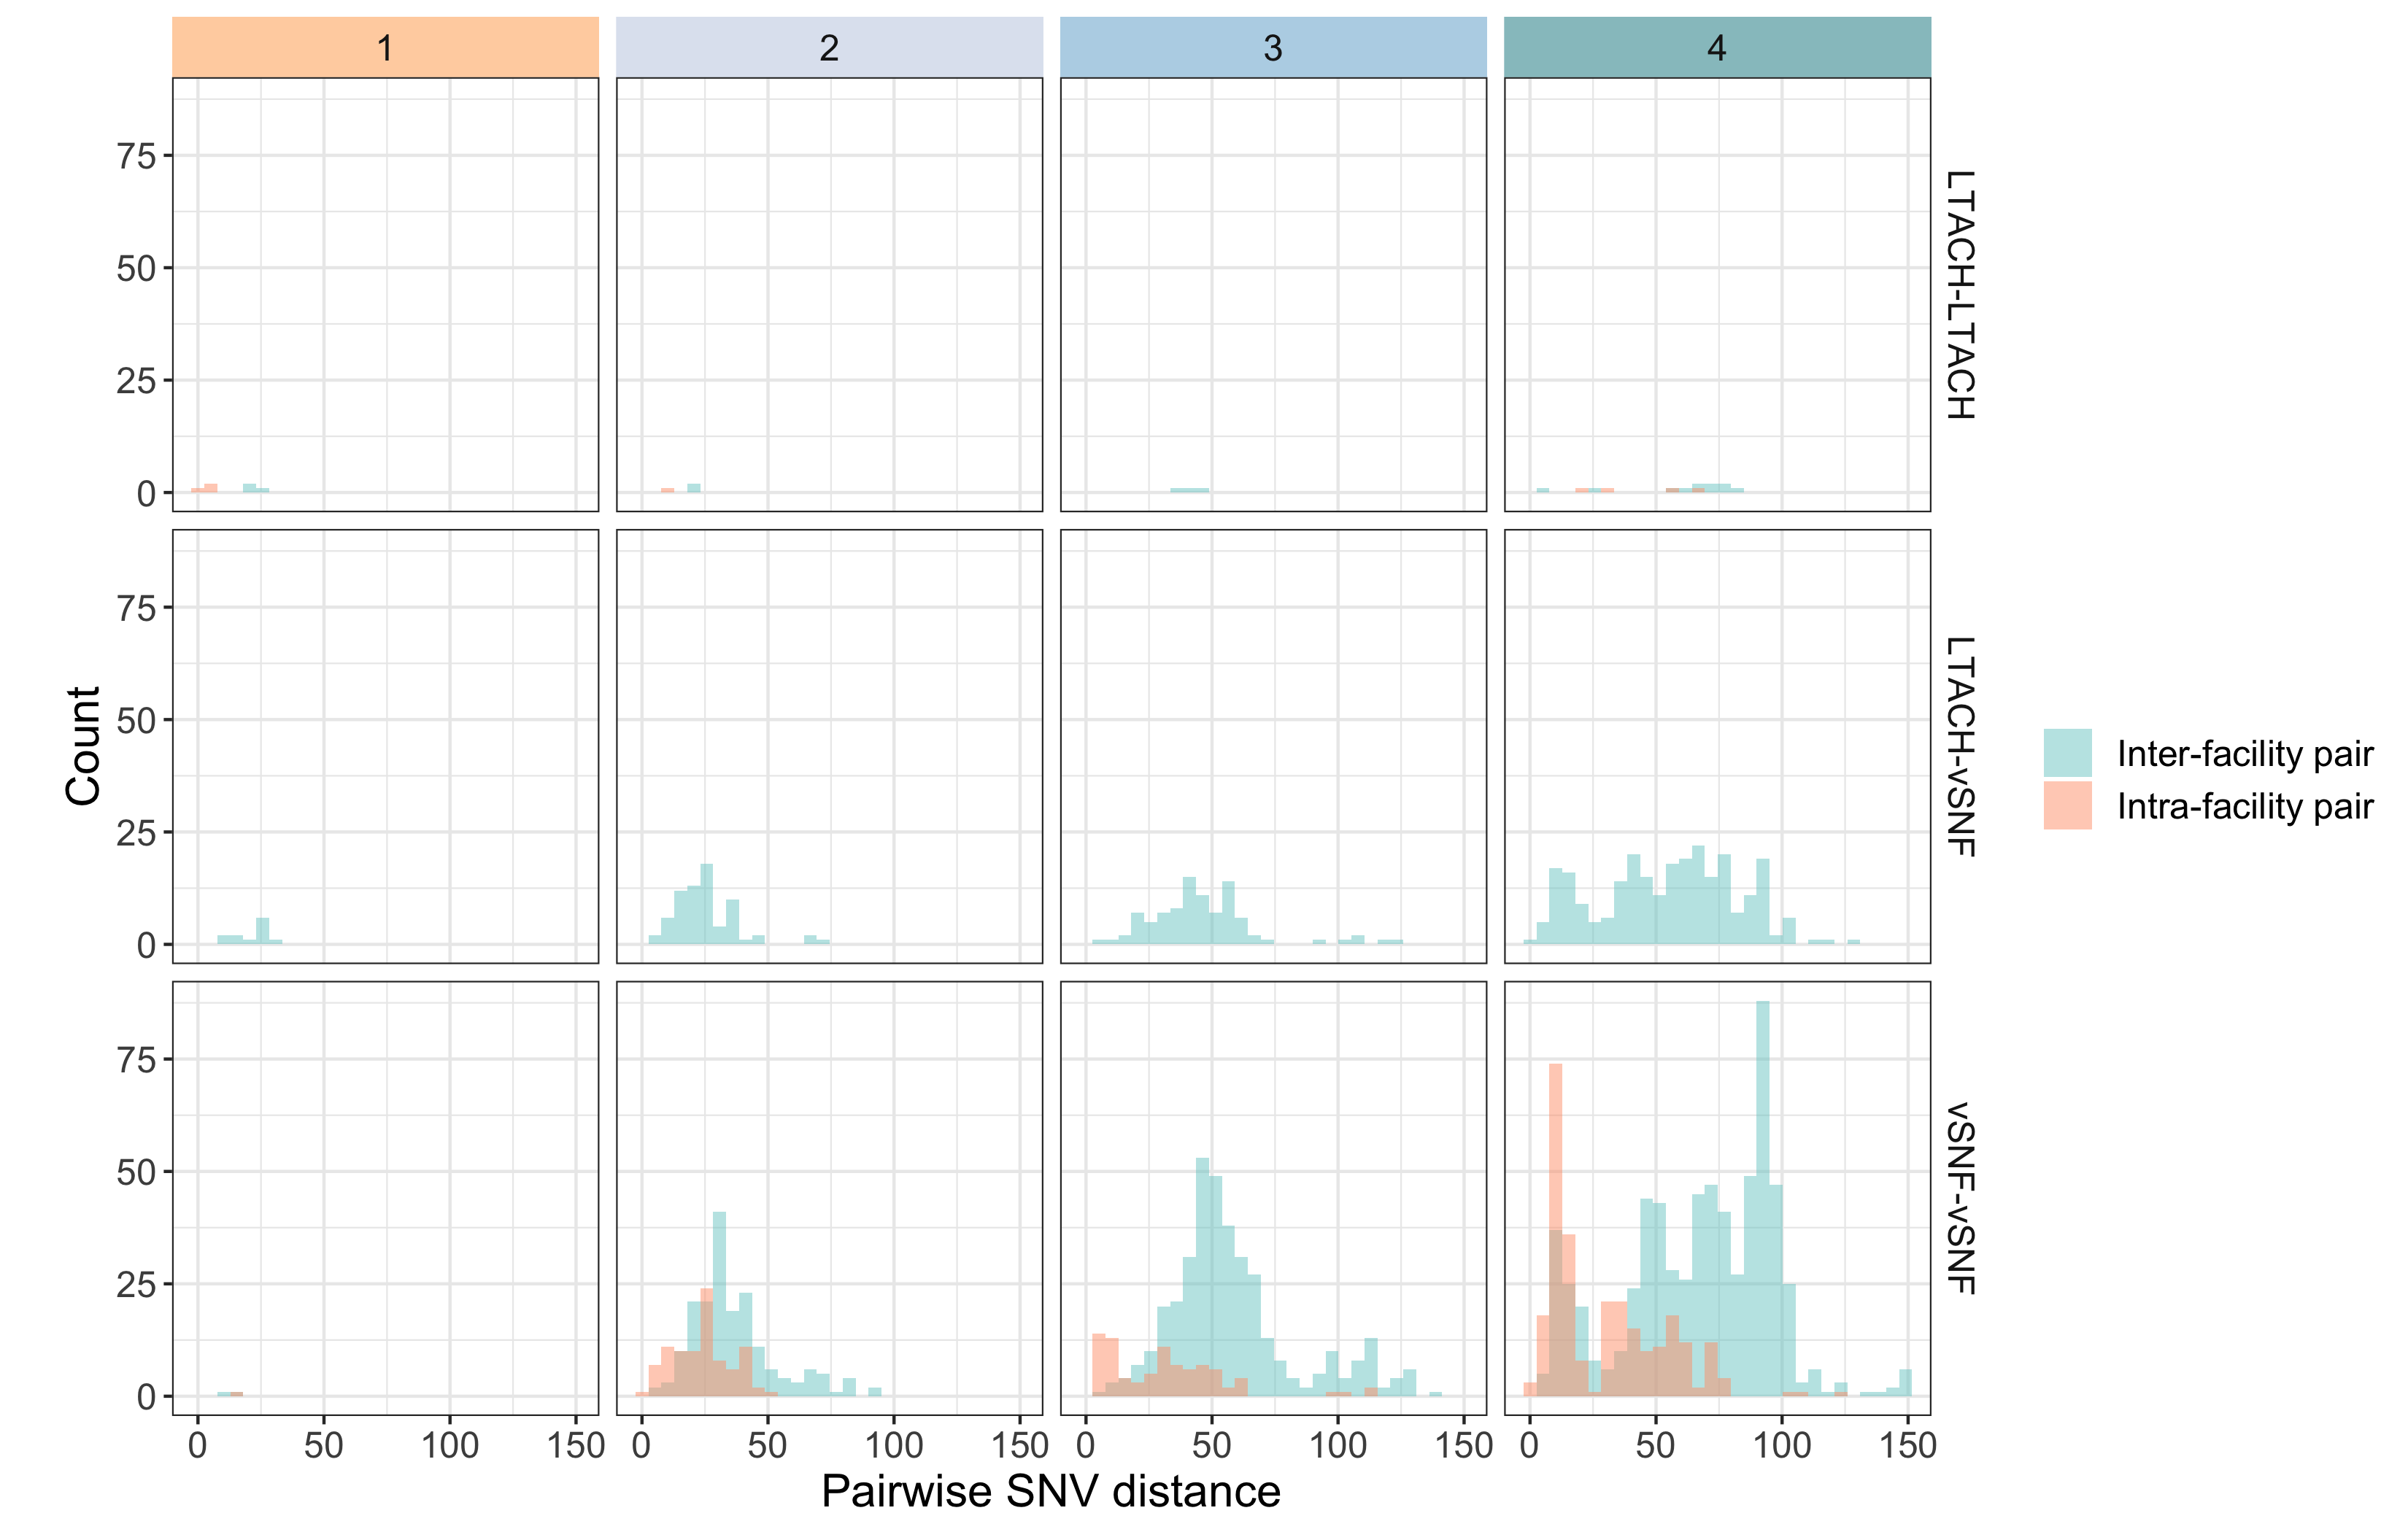 1 2 3 4
75
50
25
0
LTACH-LTACH
75
50
25
0
LTACH-vSNF
75
50
25
0
vSNF-vSNF
Count
0 50 100 150 0 50 100 150 0 50 100 150 0 50 100 150
Pairwise SNV distance
Inter-facility pair
Intra-facility pair